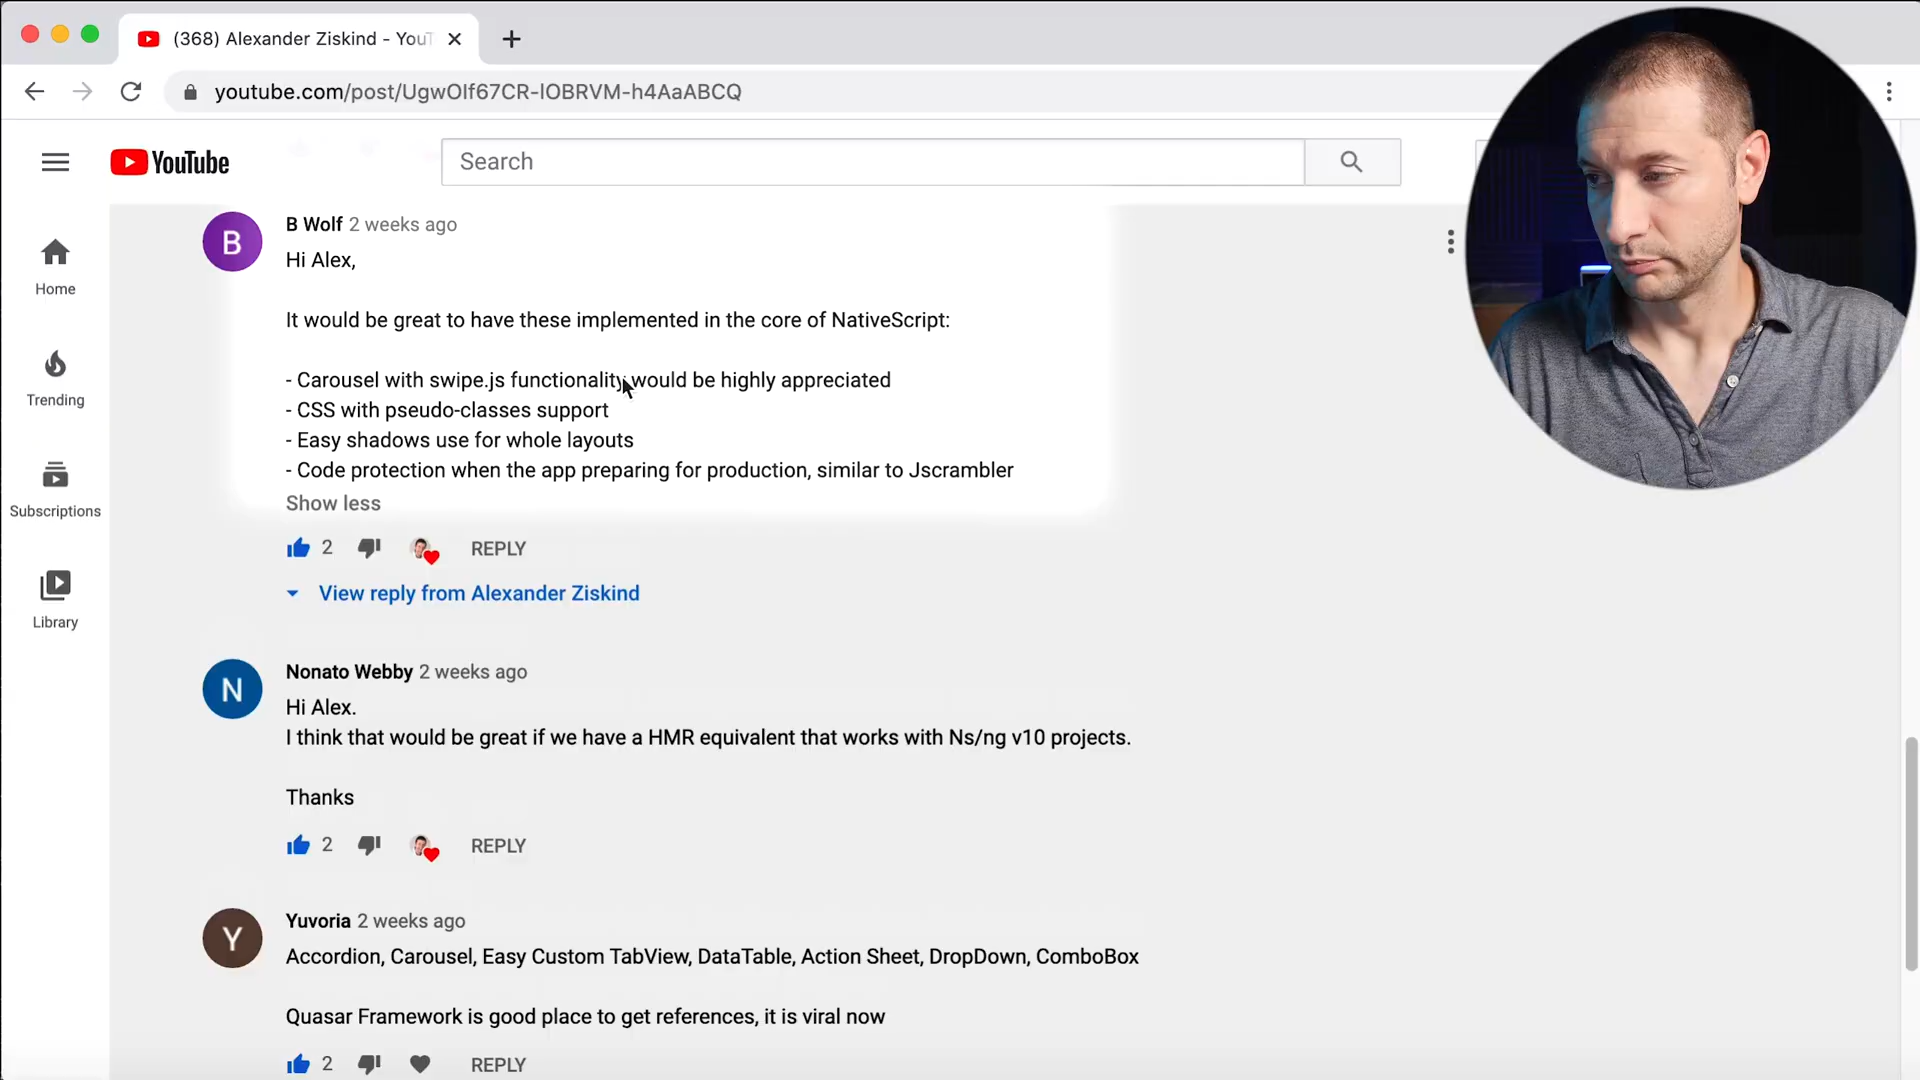 (368) Alexander Ziskind - You
youtube.com/post/UgwOIf67CR-lOBRVM-h4AaABCQ
YouTube
Search
Home
Trending
Subscriptions
Library
B
B Wolf 2 weeks ago
Hi Alex,
It would be great to have these implemented in the core of NativeScript:
- Carousel with swipe.js functionality would be highly appreciated
- CSS with pseudo-classes support
- Easy shadows use for whole layouts
- Code protection when the app preparing for production, similar to Jscrambler
Show less
2 REPLY
View reply from Alexander Ziskind
N
Nonato Webby 2 weeks ago
Hi Alex.
I think that would be great if we have a HMR equivalent that works with Ns/ng v10 projects.
Thanks
2 REPLY
Y
Yuvoria 2 weeks ago
Accordion, Carousel, Easy Custom TabView, DataTable, Action Sheet, DropDown, ComboBox
Quasar Framework is good place to get references, it is viral now
2 REPLY